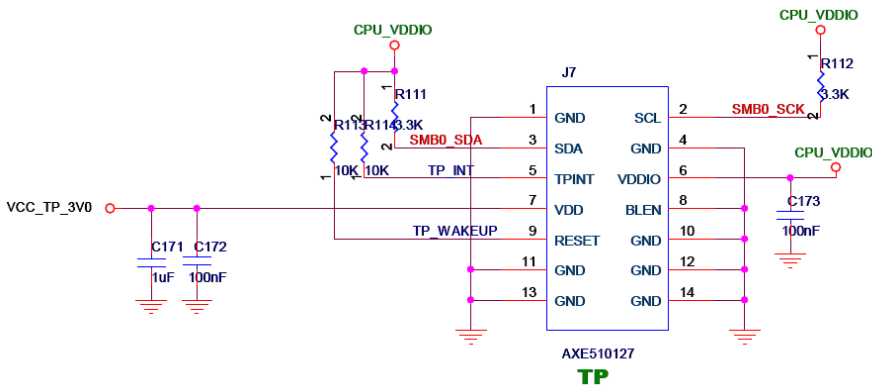 CPU_VDDIO
CPU_VDDIO
J7
R111
R112
R113
R114
3.3K
3.3K
10K
10K
1
2
1
2
2
1
2
1
SMB0_SDA
SMB0_SCK
TP_INT
TP_WAKEUP
CPU_VDDIO
VCC_TP_3V0
C171
1uF
C172
100nF
C173
100nF
1 GND SCL 2
3 SDA GND 4
5 TPINT VDDIO 6
7 VDD BLEN 8
9 RESET GND 10
11 GND GND 12
13 GND GND 14
AXE510127
TP